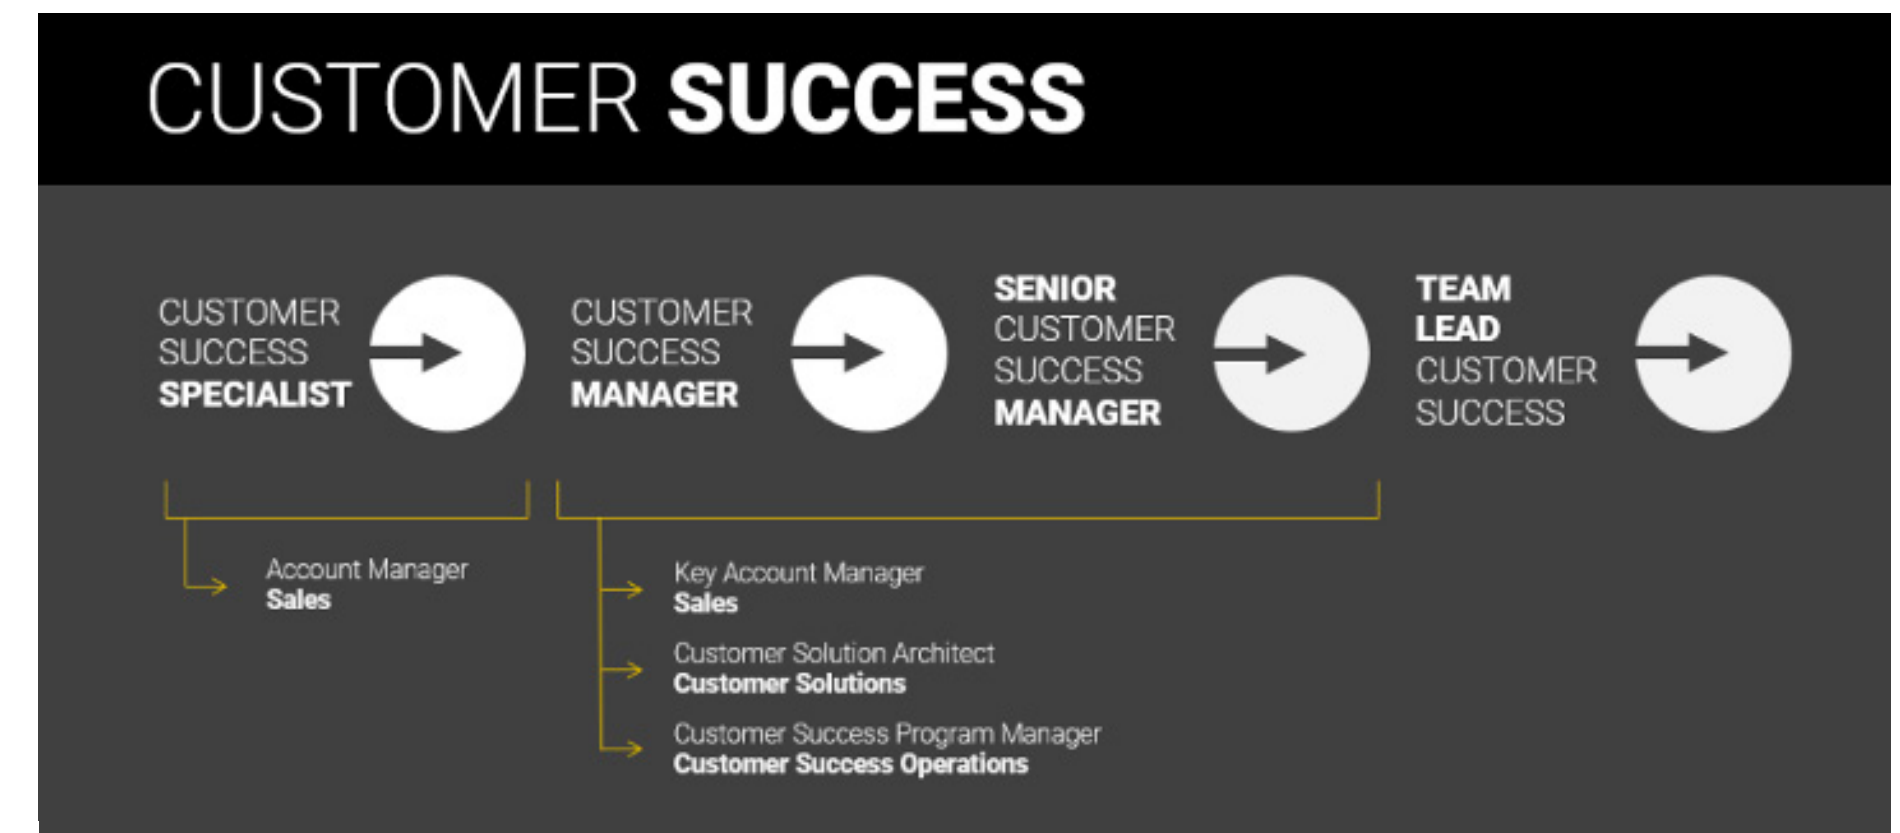 CUSTOMER SUCCESS
CUSTOMER
SUCCESS
SPECIALIST
CUSTOMER
SUCCESS
MANAGER
SENIOR
CUSTOMER
SUCCESS
MANAGER
TEAM
LEAD
CUSTOMER
SUCCESS
Account Manager
Sales
Key Account Manager
Sales
Customer Solution Architect
Customer Solutions
Customer Success Program Manager
Customer Success Operations